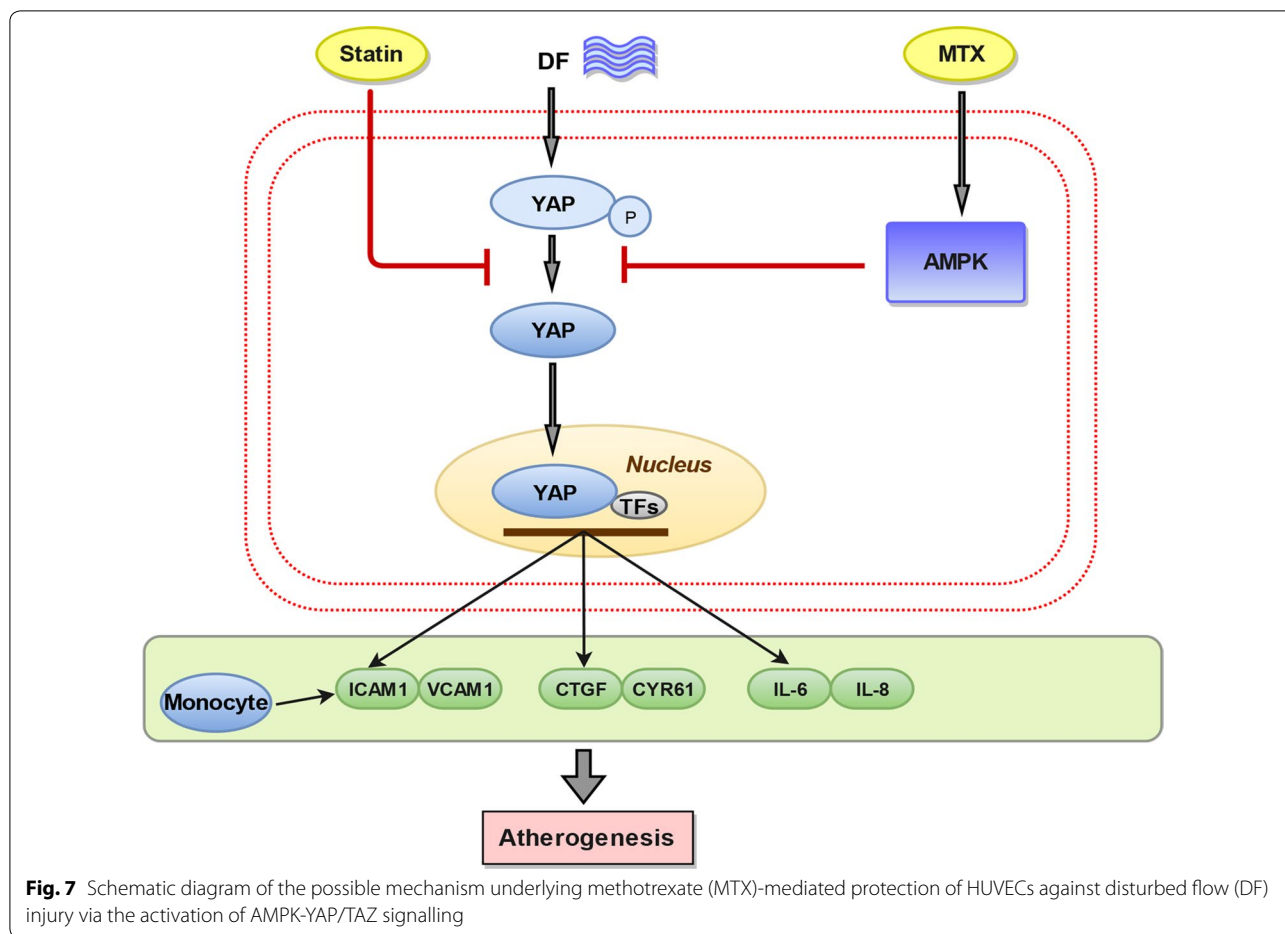 Statin
DF
MTX
YAP
P
AMPK
YAP
Nucleus
YAP
TFs
Monocyte
ICAM1
VCAM1
CTGF
CYR61
IL-6
IL-8
Atherogenesis
Fig. 7 Schematic diagram of the possible mechanism underlying methotrexate (MTX)-mediated protection of HUVECs against disturbed flow (DF)
injury via the activation of AMPK-YAP/TAZ signalling